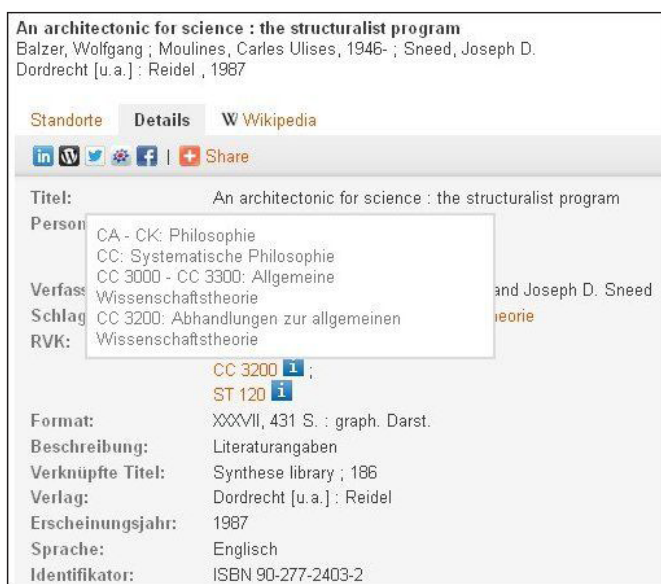 An architectonic for science : the structuralist program
Balzer, Wolfgang ; Moulines, Carles Ulises, 1946- ; Sneed, Joseph D.
Dordrecht [u.a.] : Reidel , 1987
Standorte Details W Wikipedia
in W f | + Share
Titel: An architectonic for science : the structuralist program
Person
CA - CK: Philosophie
CC: Systematische Philosophie
CC 3000 - CC 3300: Allgemeine
Wissenschaftstheorie
CC 3200: Abhandlungen zur allgemeinen
Wissenschaftstheorie
Verfass and Joseph D. Sneed
Schlag eorie
RVK:
CC 3200 i ;
ST 120 i
Format: XXXVII, 431 S. : graph. Darst.
Beschreibung: Literaturangaben
Verknüpfte Titel: Synthese library ; 186
Verlag: Dordrecht [u.a.] : Reidel
Erscheinungsjahr: 1987
Sprache: Englisch
Identifikator: ISBN 90-277-2403-2